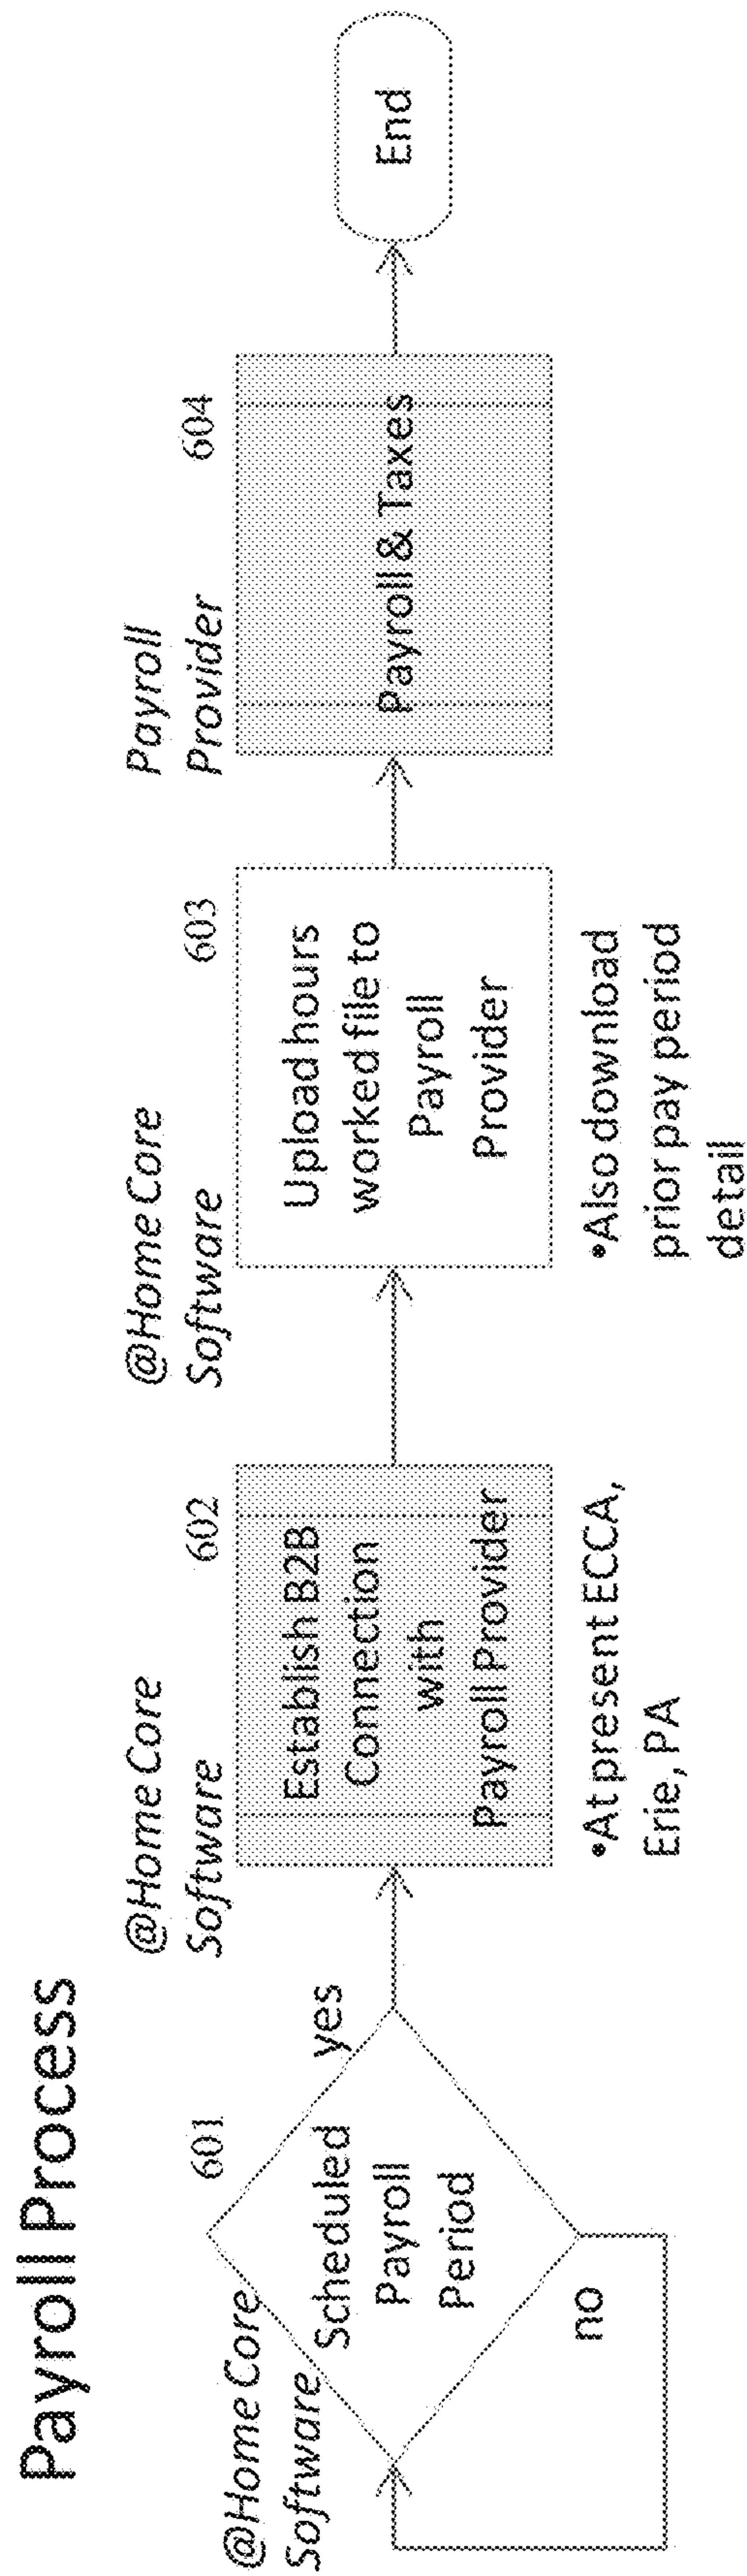 Payroll Process
@Home Core
Software
601
Scheduled
Payroll
Period
yes
no
@Home Core
Software
602
Establish B2B
Connection
with
Payroll Provider
•At present ECCA,
Erie, PA
@Home Core
Software
603
Upload hours
worked file to
Payroll
Provider
•Also download
prior pay period
detail
Payroll
Provider
604
Payroll & Taxes
End